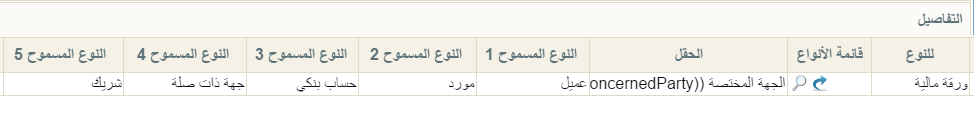 التفاصيل
للنوع قائمة الأنواع الحقل النوع المسموح 1 النوع المسموح 2 النوع المسموح 3 النوع المسموح 4 النوع المسموح 5
ورقة مالية الجهة المختصة ((oncernedParty عميل مورد حساب بنكي جهة ذات صلة شريك